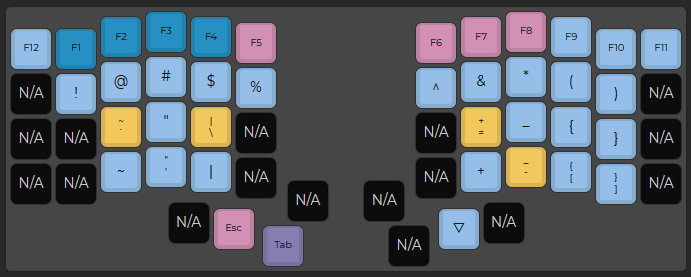 F12 F1 F2 F3 F4 F5 F6 F7 F8 F9 F10 F11
N/A ! @ # $ % ^ & * ( ) N/A
N/A N/A ~ ` " | \ N/A N/A + = _ { } N/A
N/A N/A ~ " ' | N/A N/A + _ - { [ } ] N/A
N/A N/A
N/A Esc ▽ N/A
Tab N/A